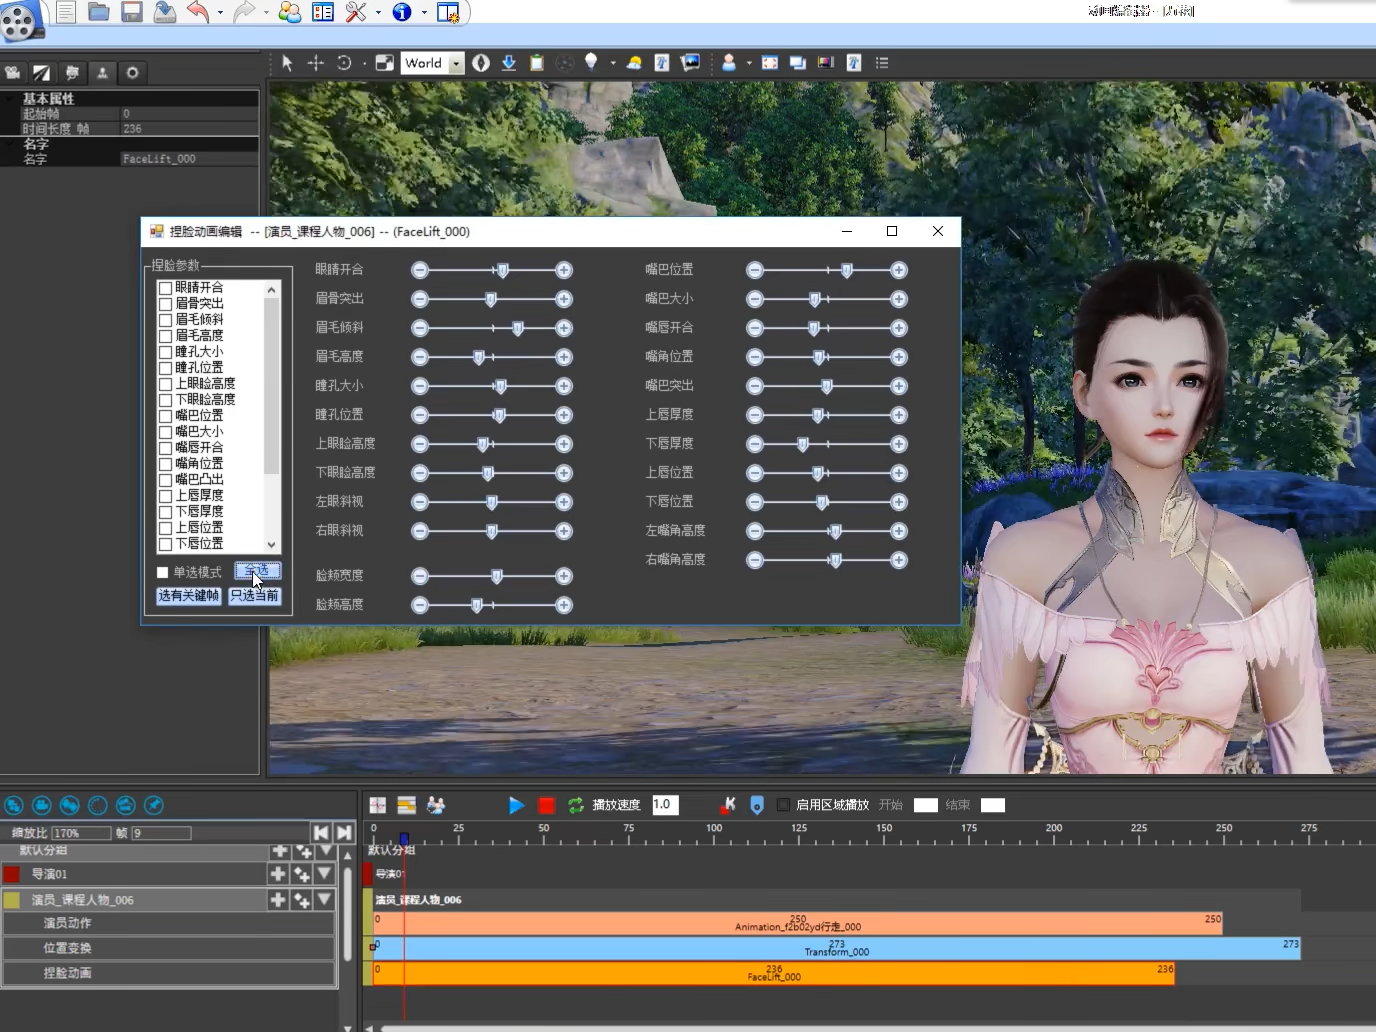 World
基本属性
起始帧 0
时间长度 帧 236
名字
名字 FaceLift_000
捏脸动画编辑 -- [演员_课程人物_006] -- (FaceLift_000)
捏脸参数
眼睛开合
眉骨突出
眉毛倾斜
眉毛高度
瞳孔大小
瞳孔位置
上眼睑高度
下眼睑高度
嘴巴位置
嘴巴大小
嘴唇开合
嘴角位置
嘴巴凸出
上唇厚度
下唇厚度
上唇位置
下唇位置
单选模式 全选
选有关键帧 只选当前
眼睛开合
眉骨突出
眉毛倾斜
眉毛高度
瞳孔大小
瞳孔位置
上眼睑高度
下眼睑高度
左眼斜视
右眼斜视
脸颊宽度
脸颊高度
嘴巴位置
嘴巴大小
嘴唇开合
嘴角位置
嘴巴突出
上唇厚度
下唇厚度
上唇位置
下唇位置
左嘴角高度
右嘴角高度
播放速度 1.0 启用区域播放 开始 结束
缩放比 170% 帧 9
0 25 50 75 100 125 150 175 200 225 250 275
默认分组 默认分组
导演01 导演01
演员_课程人物_006 演员_课程人物_006
演员动作 0 250 Animation_f2b02yd行走_000 250
位置变换 0 273 Transform_000 273
捏脸动画 0 236 FaceLift_000 236